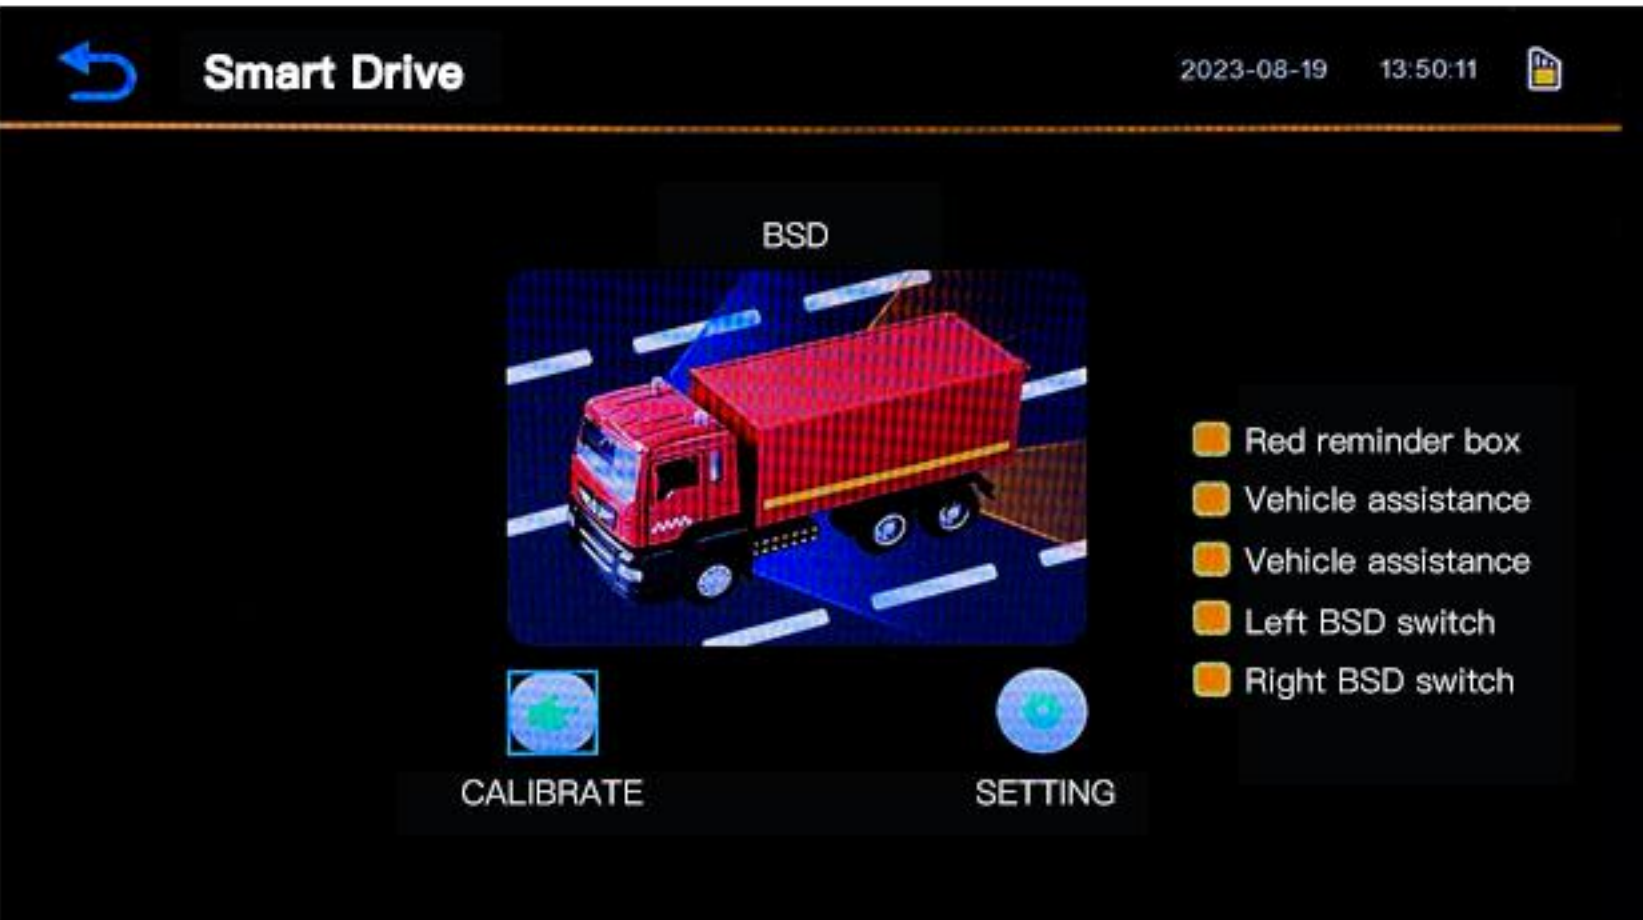 Smart Drive
2023-08-19 13:50:11
BSD
Red reminder box
Vehicle assistance
Vehicle assistance
Left BSD switch
Right BSD switch
CALIBRATE
SETTING